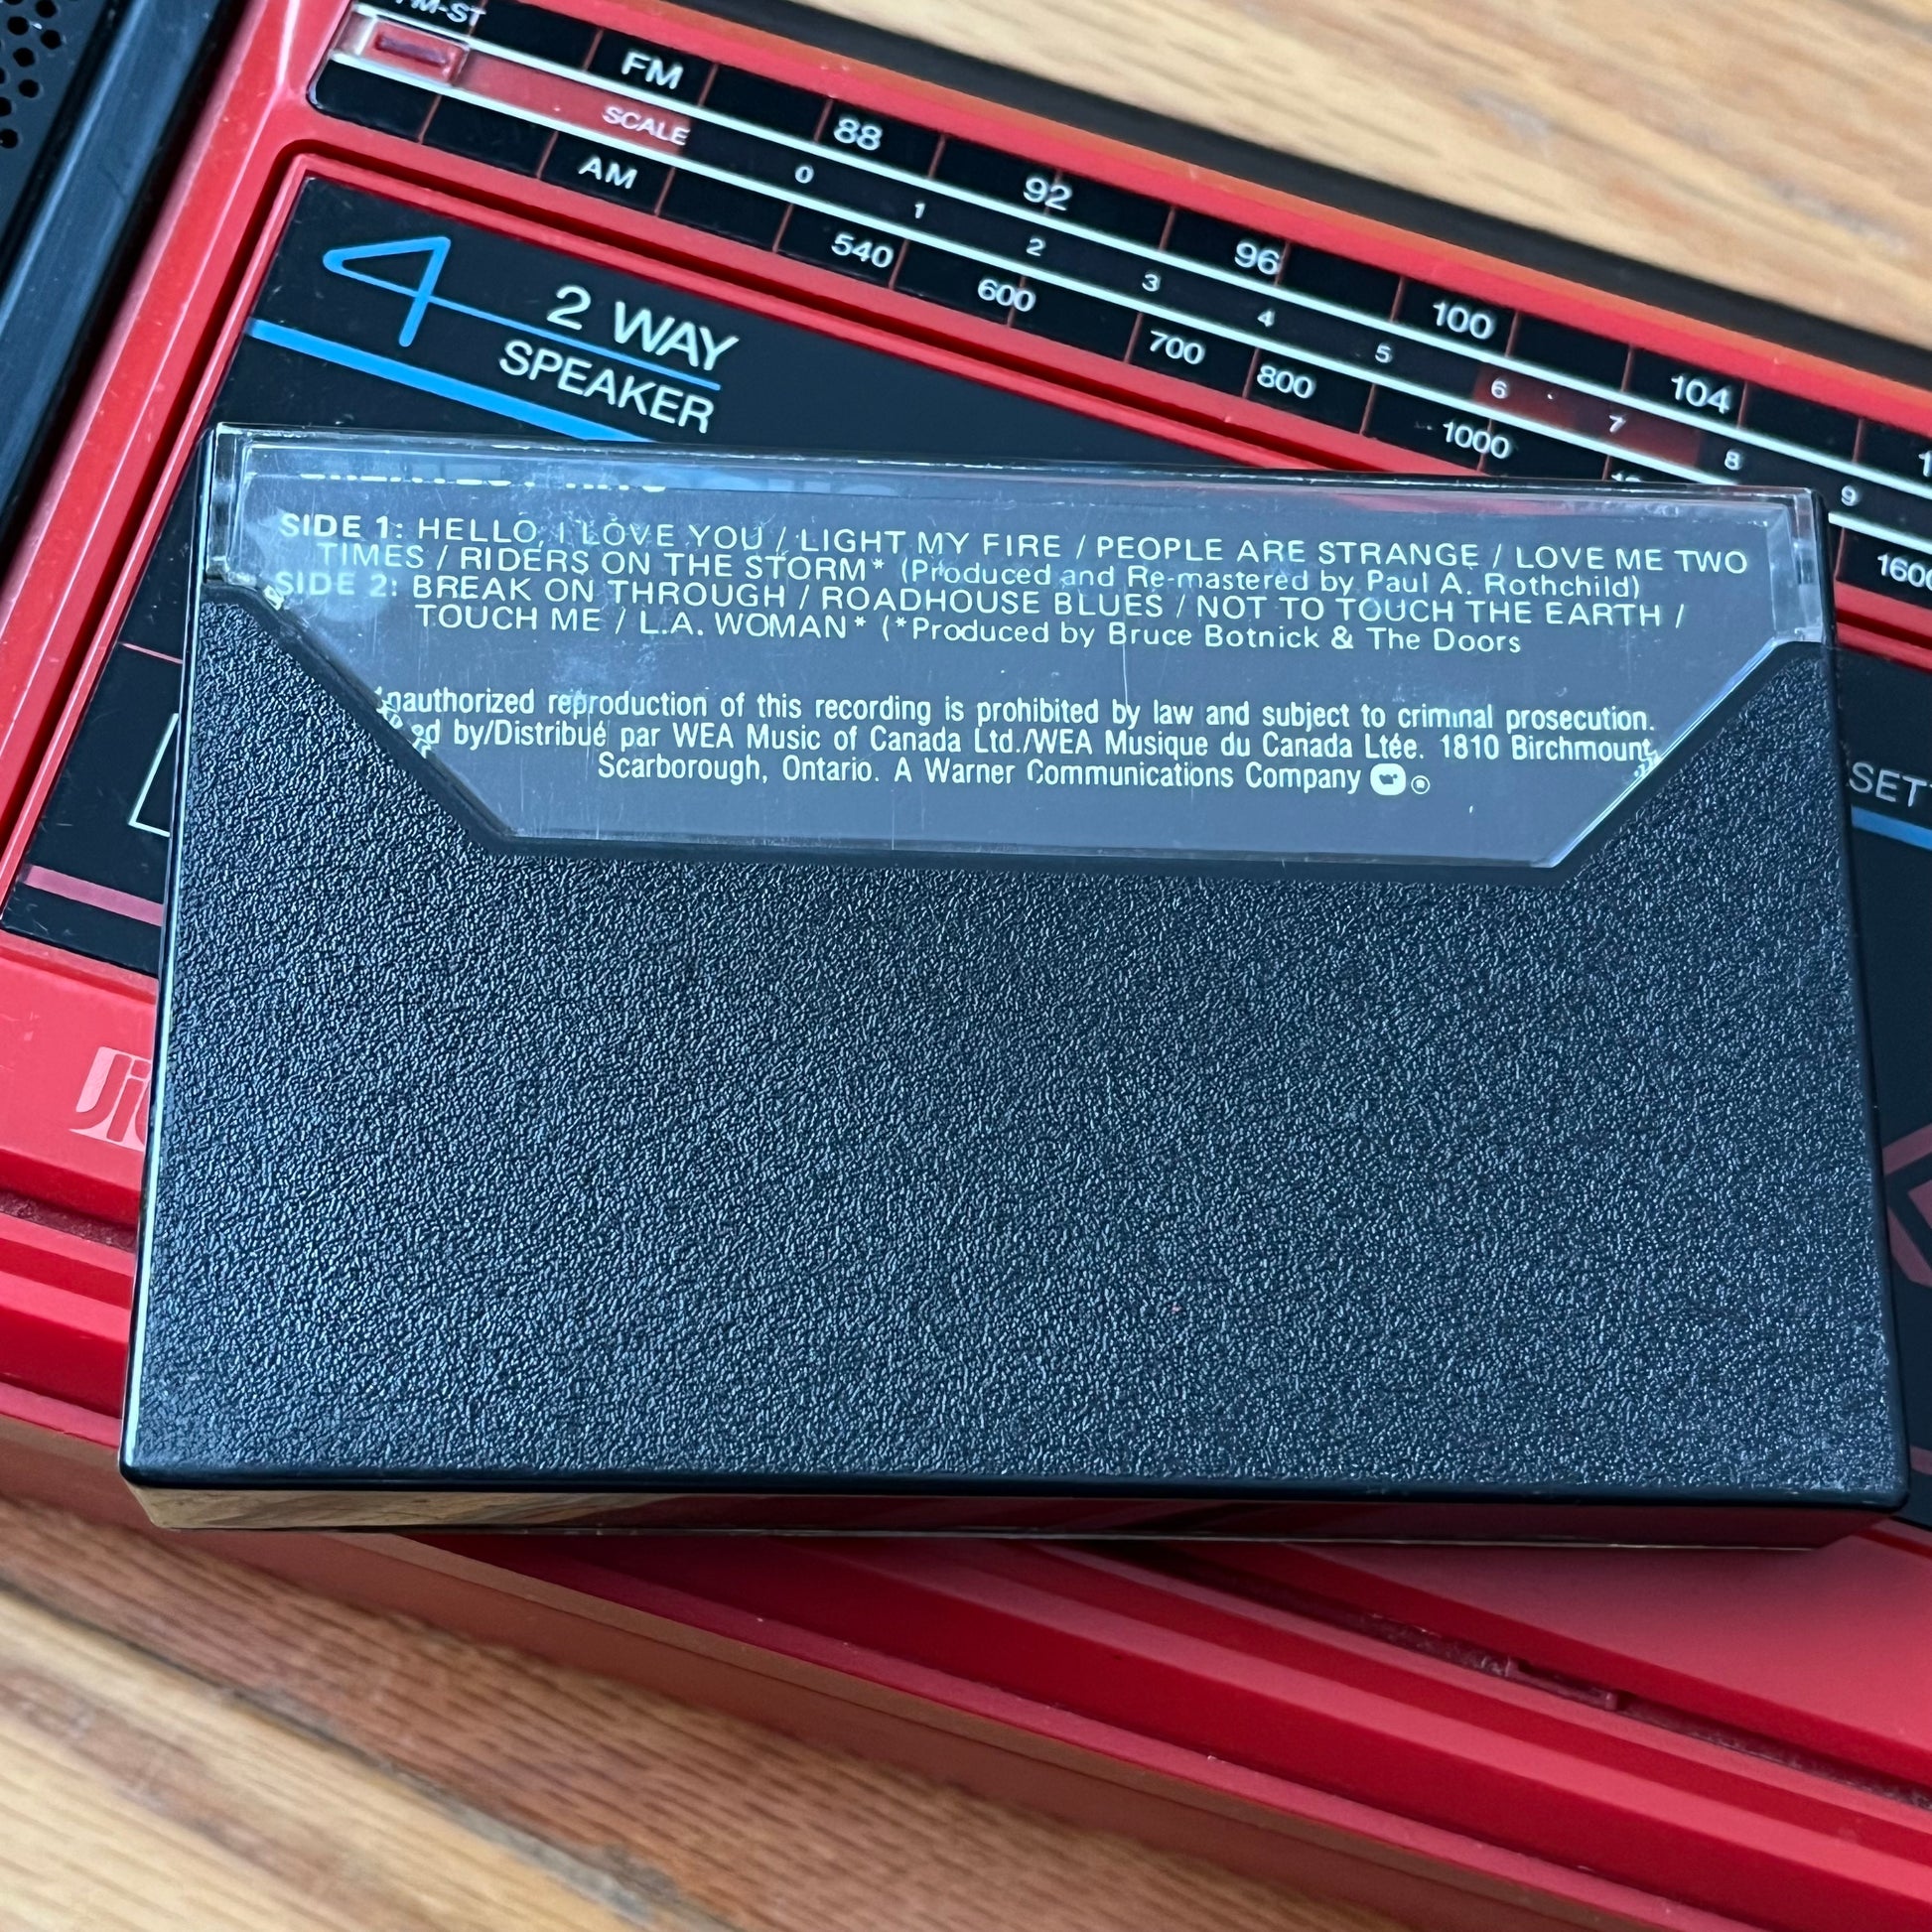 FM-ST
FM 88 92 96 100 104
SCALE 0 1 2 3 4 5 6 7 8 9
AM 540 600 700 800 1000 1600
4 2 WAY
SPEAKER
SIDE 1: HELLO, I LOVE YOU / LIGHT MY FIRE / PEOPLE ARE STRANGE / LOVE ME TWO
TIMES / RIDERS ON THE STORM* (Produced and Re-mastered by Paul A. Rothchild)
SIDE 2: BREAK ON THROUGH / ROADHOUSE BLUES / NOT TO TOUCH THE EARTH /
TOUCH ME / L.A. WOMAN* (*Produced by Bruce Botnick & The Doors
nauthorized reproduction of this recording is prohibited by law and subject to criminal prosecution.
ed by/Distribué par WEA Music of Canada Ltd./WEA Musique du Canada Ltée. 1810 Birchmount
Scarborough, Ontario. A Warner Communications Company
SET